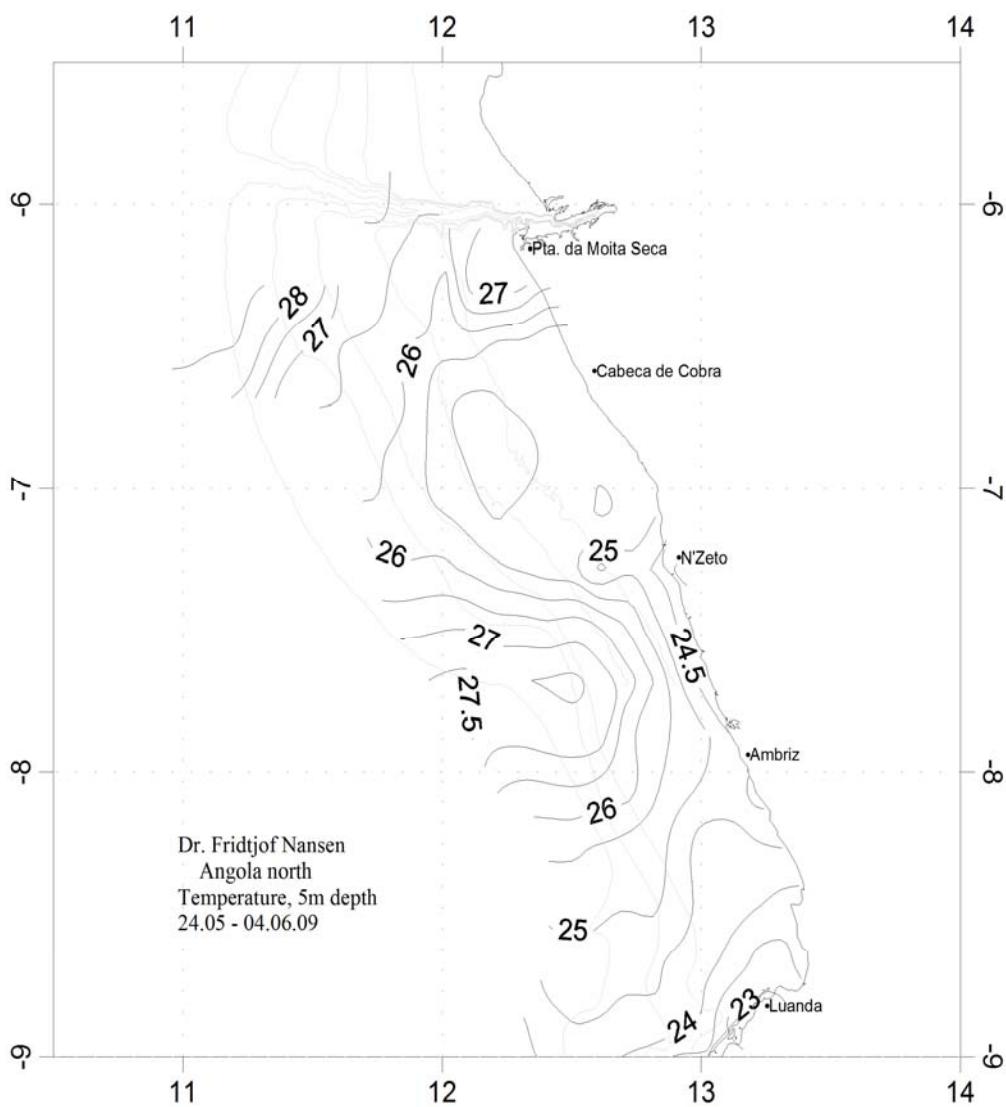 11 12 13 14
-6 -6
Pta. da Moita Seca
28 27
27
26
Cabeca de Cobra
-7 -7
26 25
N'Zeto
27 24.5
27.5
Ambriz
-8 -8
26
Dr. Fridtjof Nansen
Angola north
Temperature, 5m depth
24.05 - 04.06.09
25
23 Luanda
24
-9 -9
11 12 13 14